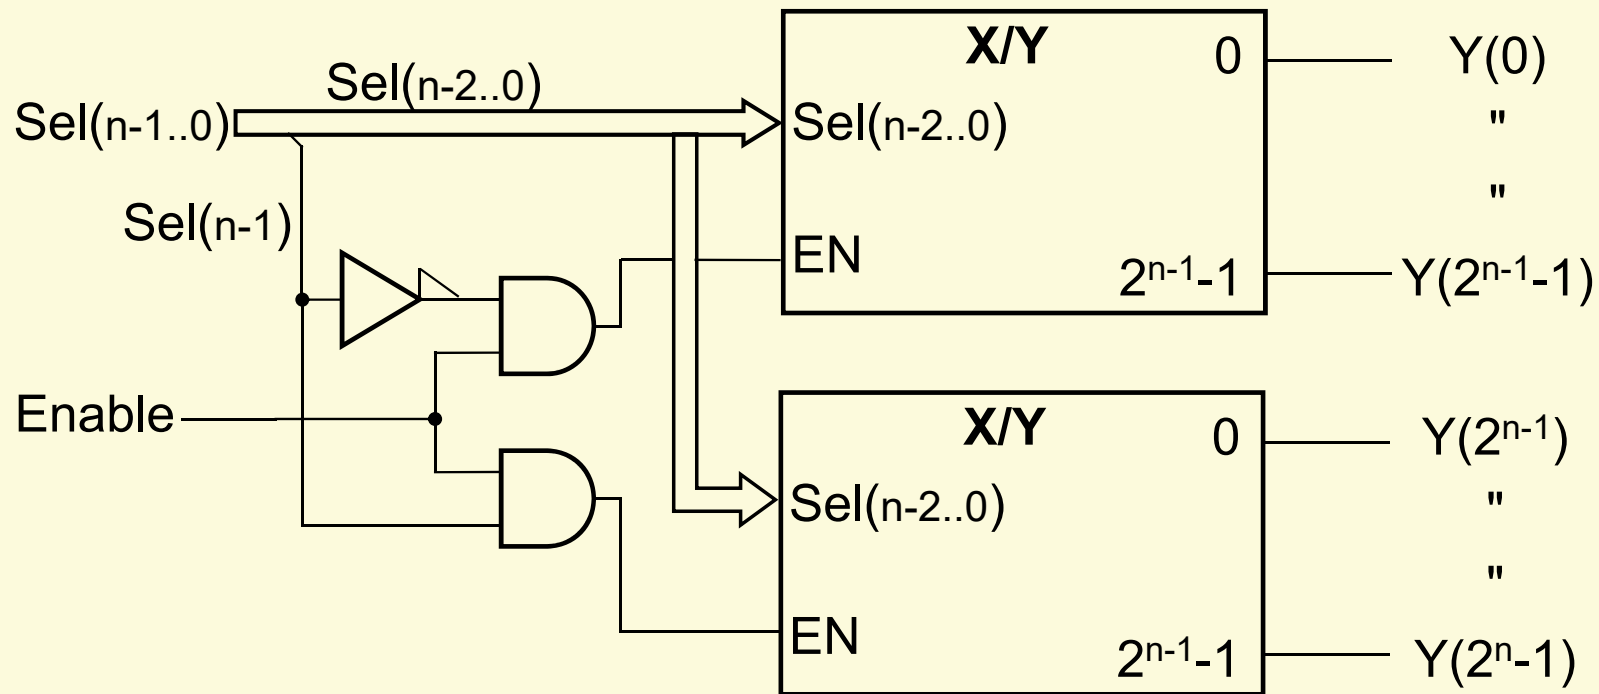 X/Y
0
Y(0)
Sel(n-2..0)
Sel(n-1..0)
Sel(n-2..0)
"
"
Sel(n-1)
EN
2ⁿ⁻¹-1
Y(2ⁿ⁻¹-1)
Enable
X/Y
0
Y(2ⁿ⁻¹)
Sel(n-2..0)
"
"
EN
2ⁿ⁻¹-1
Y(2ⁿ-1)